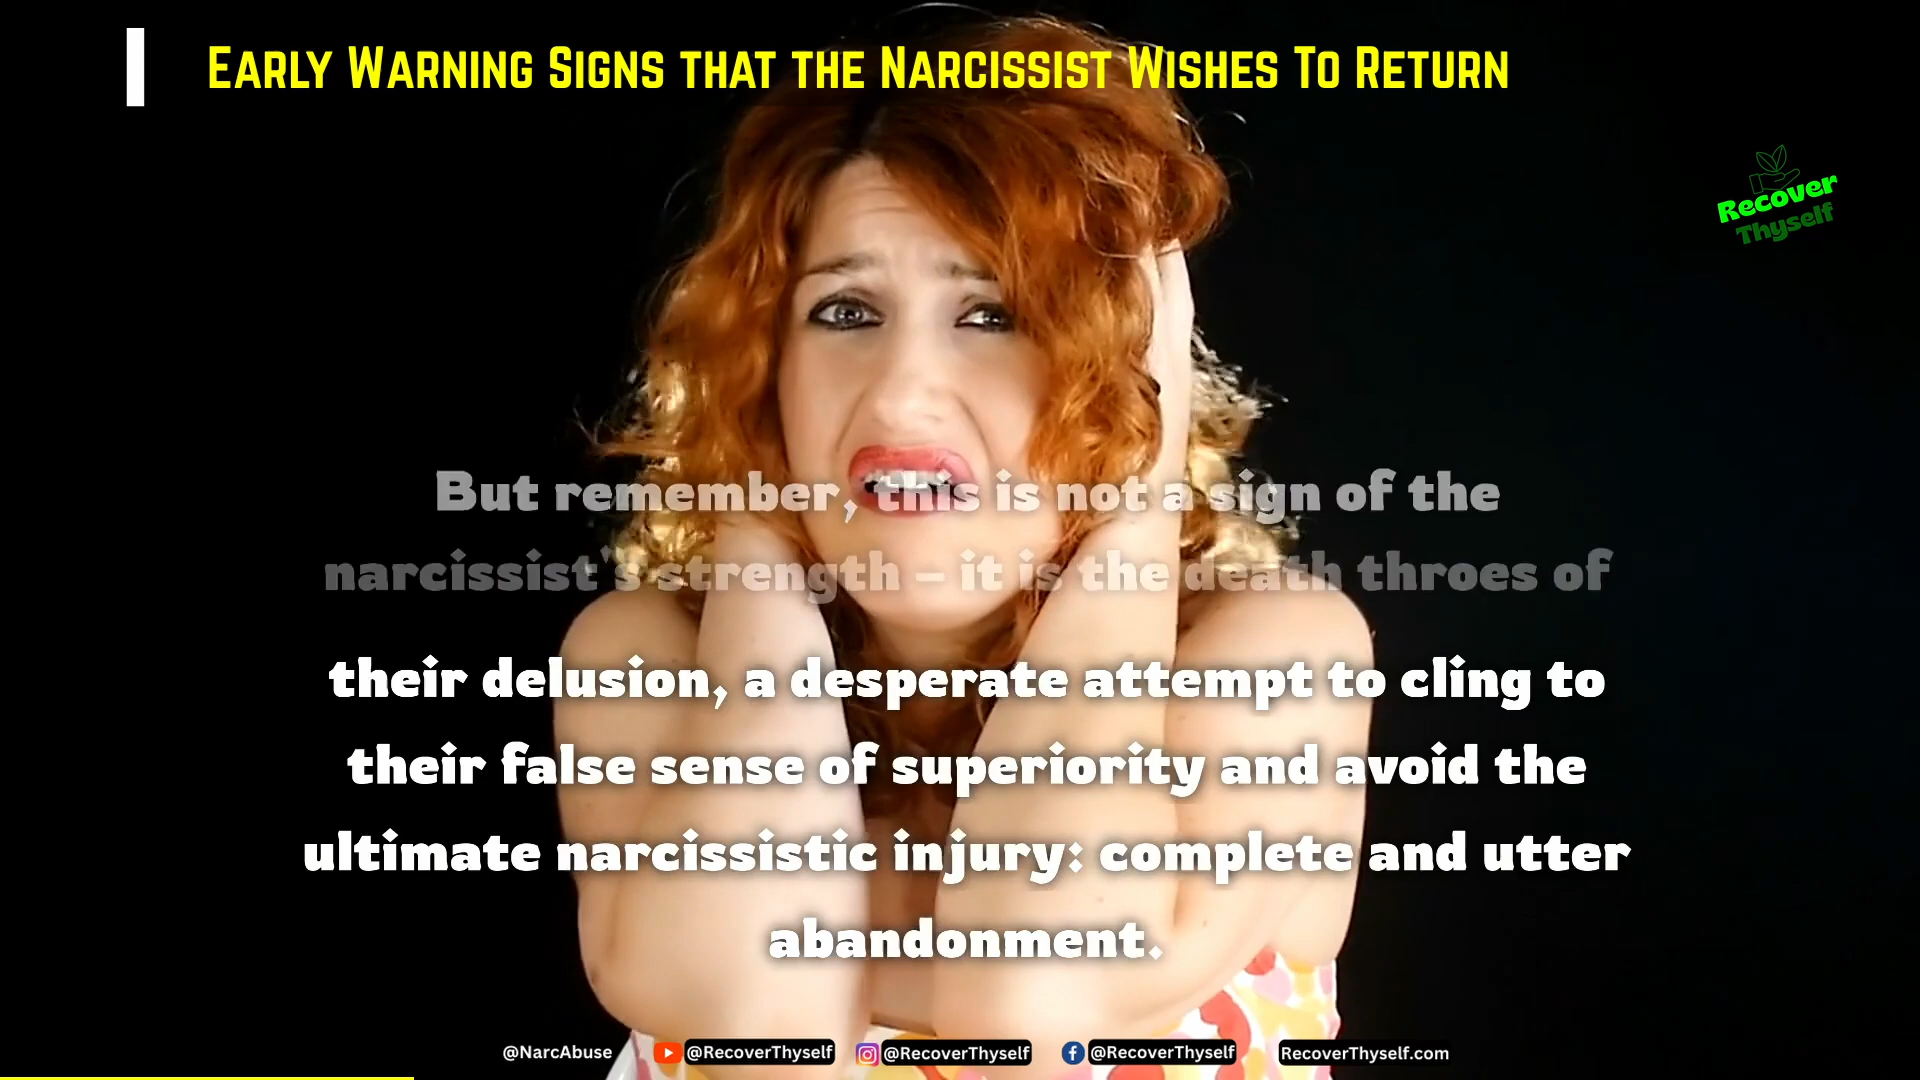 Early Warning Signs that the Narcissist Wishes To Return
Recover
Thyself
But remember, this is not a sign of the
narcissist's strength – it is the death throes of
their delusion, a desperate attempt to cling to
their false sense of superiority and avoid the
ultimate narcissistic injury: complete and utter
abandonment.
@NarcAbuse @RecoverThyself @RecoverThyself @RecoverThyself RecoverThyself.com